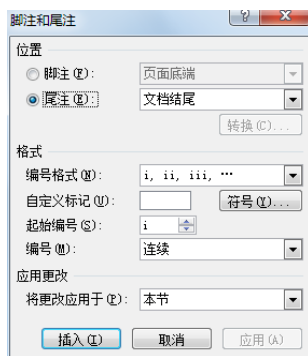 脚注和尾注
位置
脚注(F): 页面底端
尾注(E): 文档结尾
转换(C)...
格式
编号格式(N): i, ii, iii, …
自定义标记(U): 符号(Y)...
起始编号(S): i
编号(M): 连续
应用更改
将更改应用于(P): 本节
插入(I) 取消 应用(A)